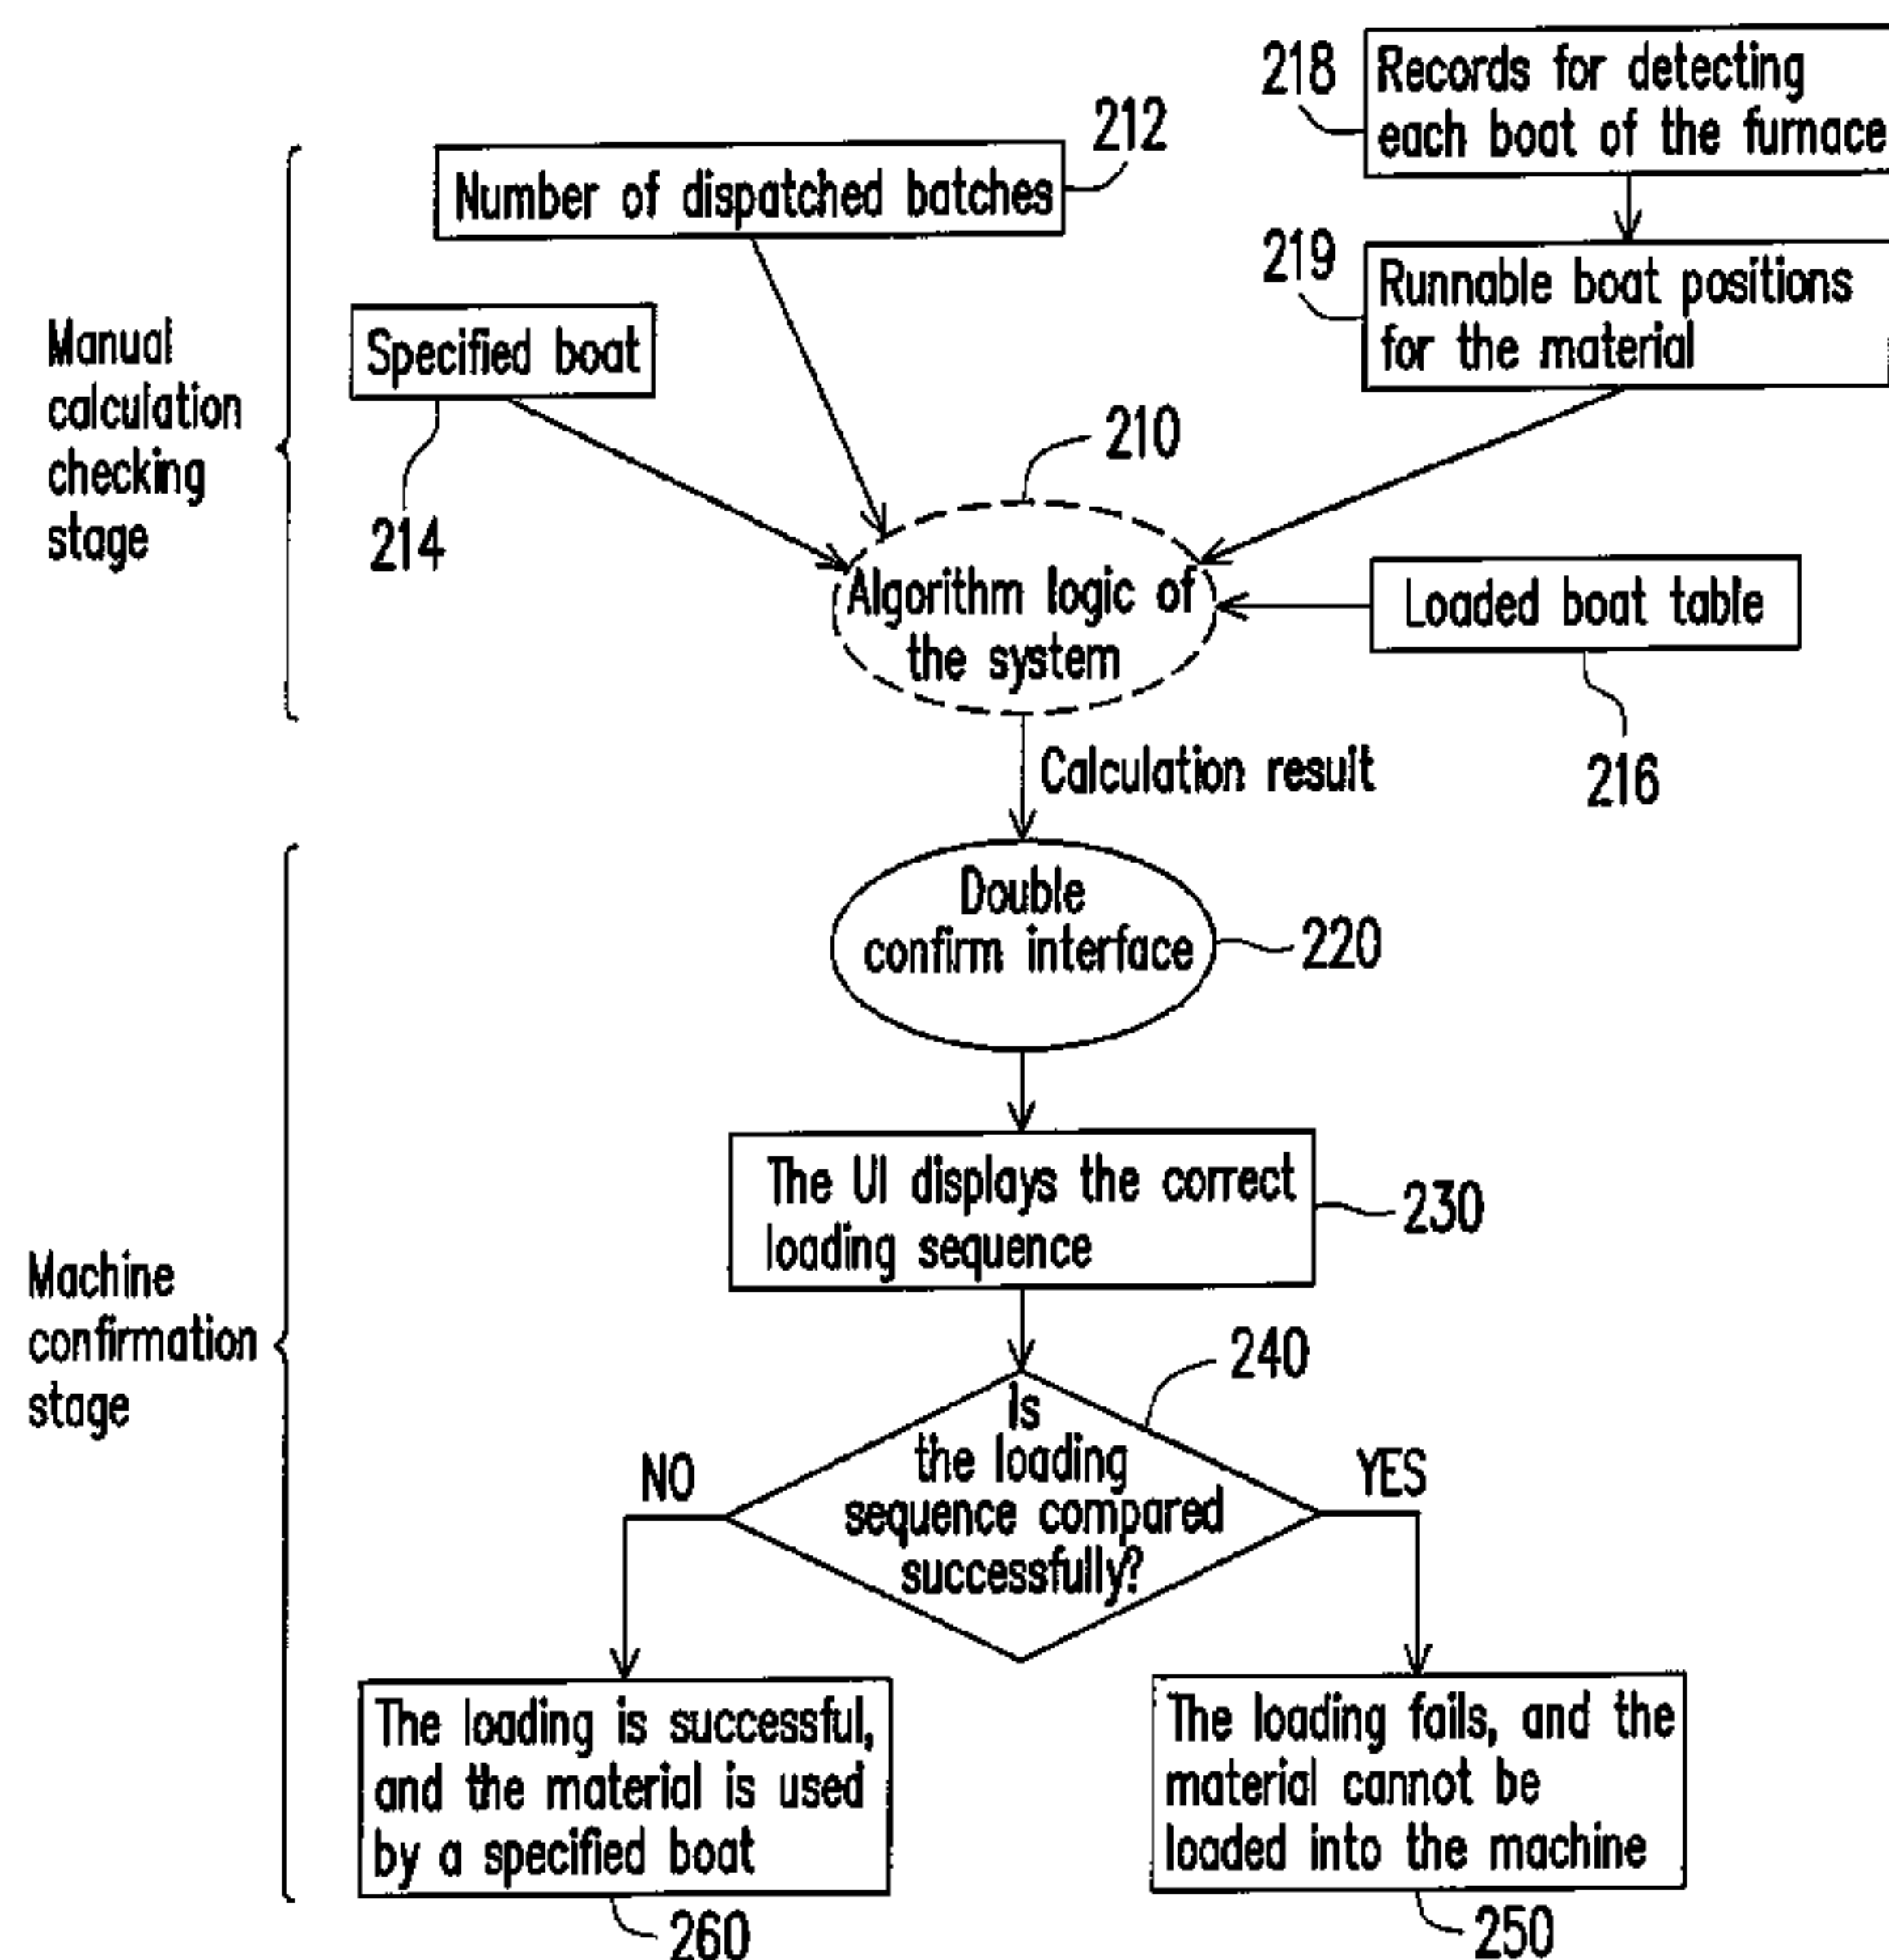 218
Records for detecting
each boat of the furnace
212
Number of dispatched batches
219
Runnable boat positions
for the material
Manual
calculation
checking
stage
Specified boat
214
210
Algorithm logic of
the system
Loaded boat table
216
Calculation result
Double
confirm interface
220
The UI displays the correct
loading sequence
230
Machine
confirmation
stage
240
Is
the loading
sequence compared
successfully?
NO
YES
The loading is successful,
and the material is used
by a specified boat
260
The loading fails, and the
material cannot be
loaded into the machine
250